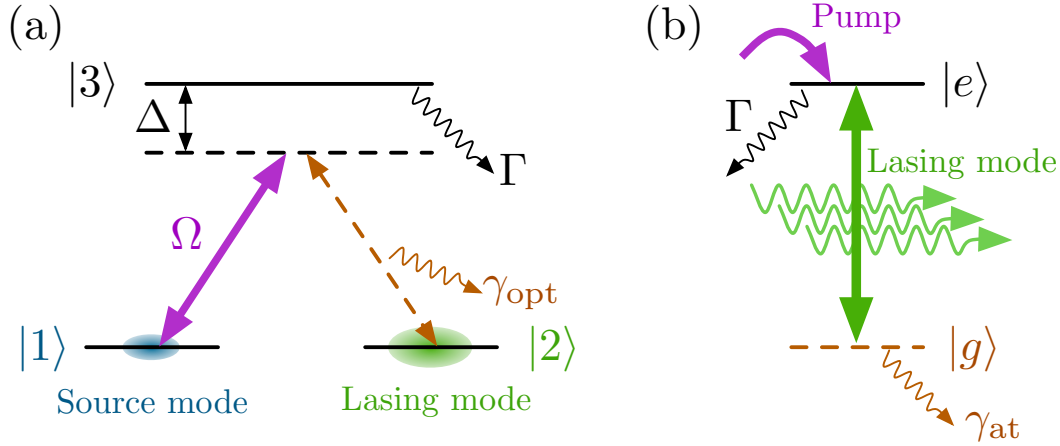 (a)
|3⟩
Δ
Γ
Ω
γopt
|1⟩
|2⟩
Source mode
Lasing mode
(b)
Pump
|e⟩
Γ
Lasing mode
|g⟩
γat